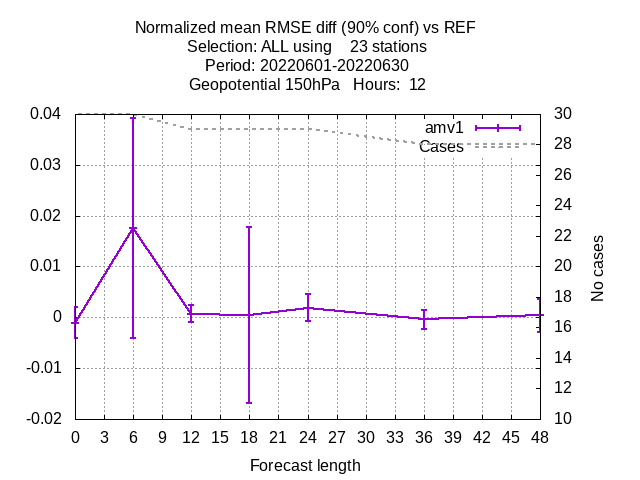 Normalized mean RMSE diff (90% conf) vs REF
Selection: ALL using    23 stations
Period: 20220601-20220630
Geopotential 150hPa   Hours:  12
0.04
0.03
0.02
0.01
0
-0.01
-0.02
amv1
Cases
30
28
26
24
22
20
18
16
14
12
10
No cases
0 3 6 9 12 15 18 21 24 27 30 33 36 39 42 45 48
Forecast length